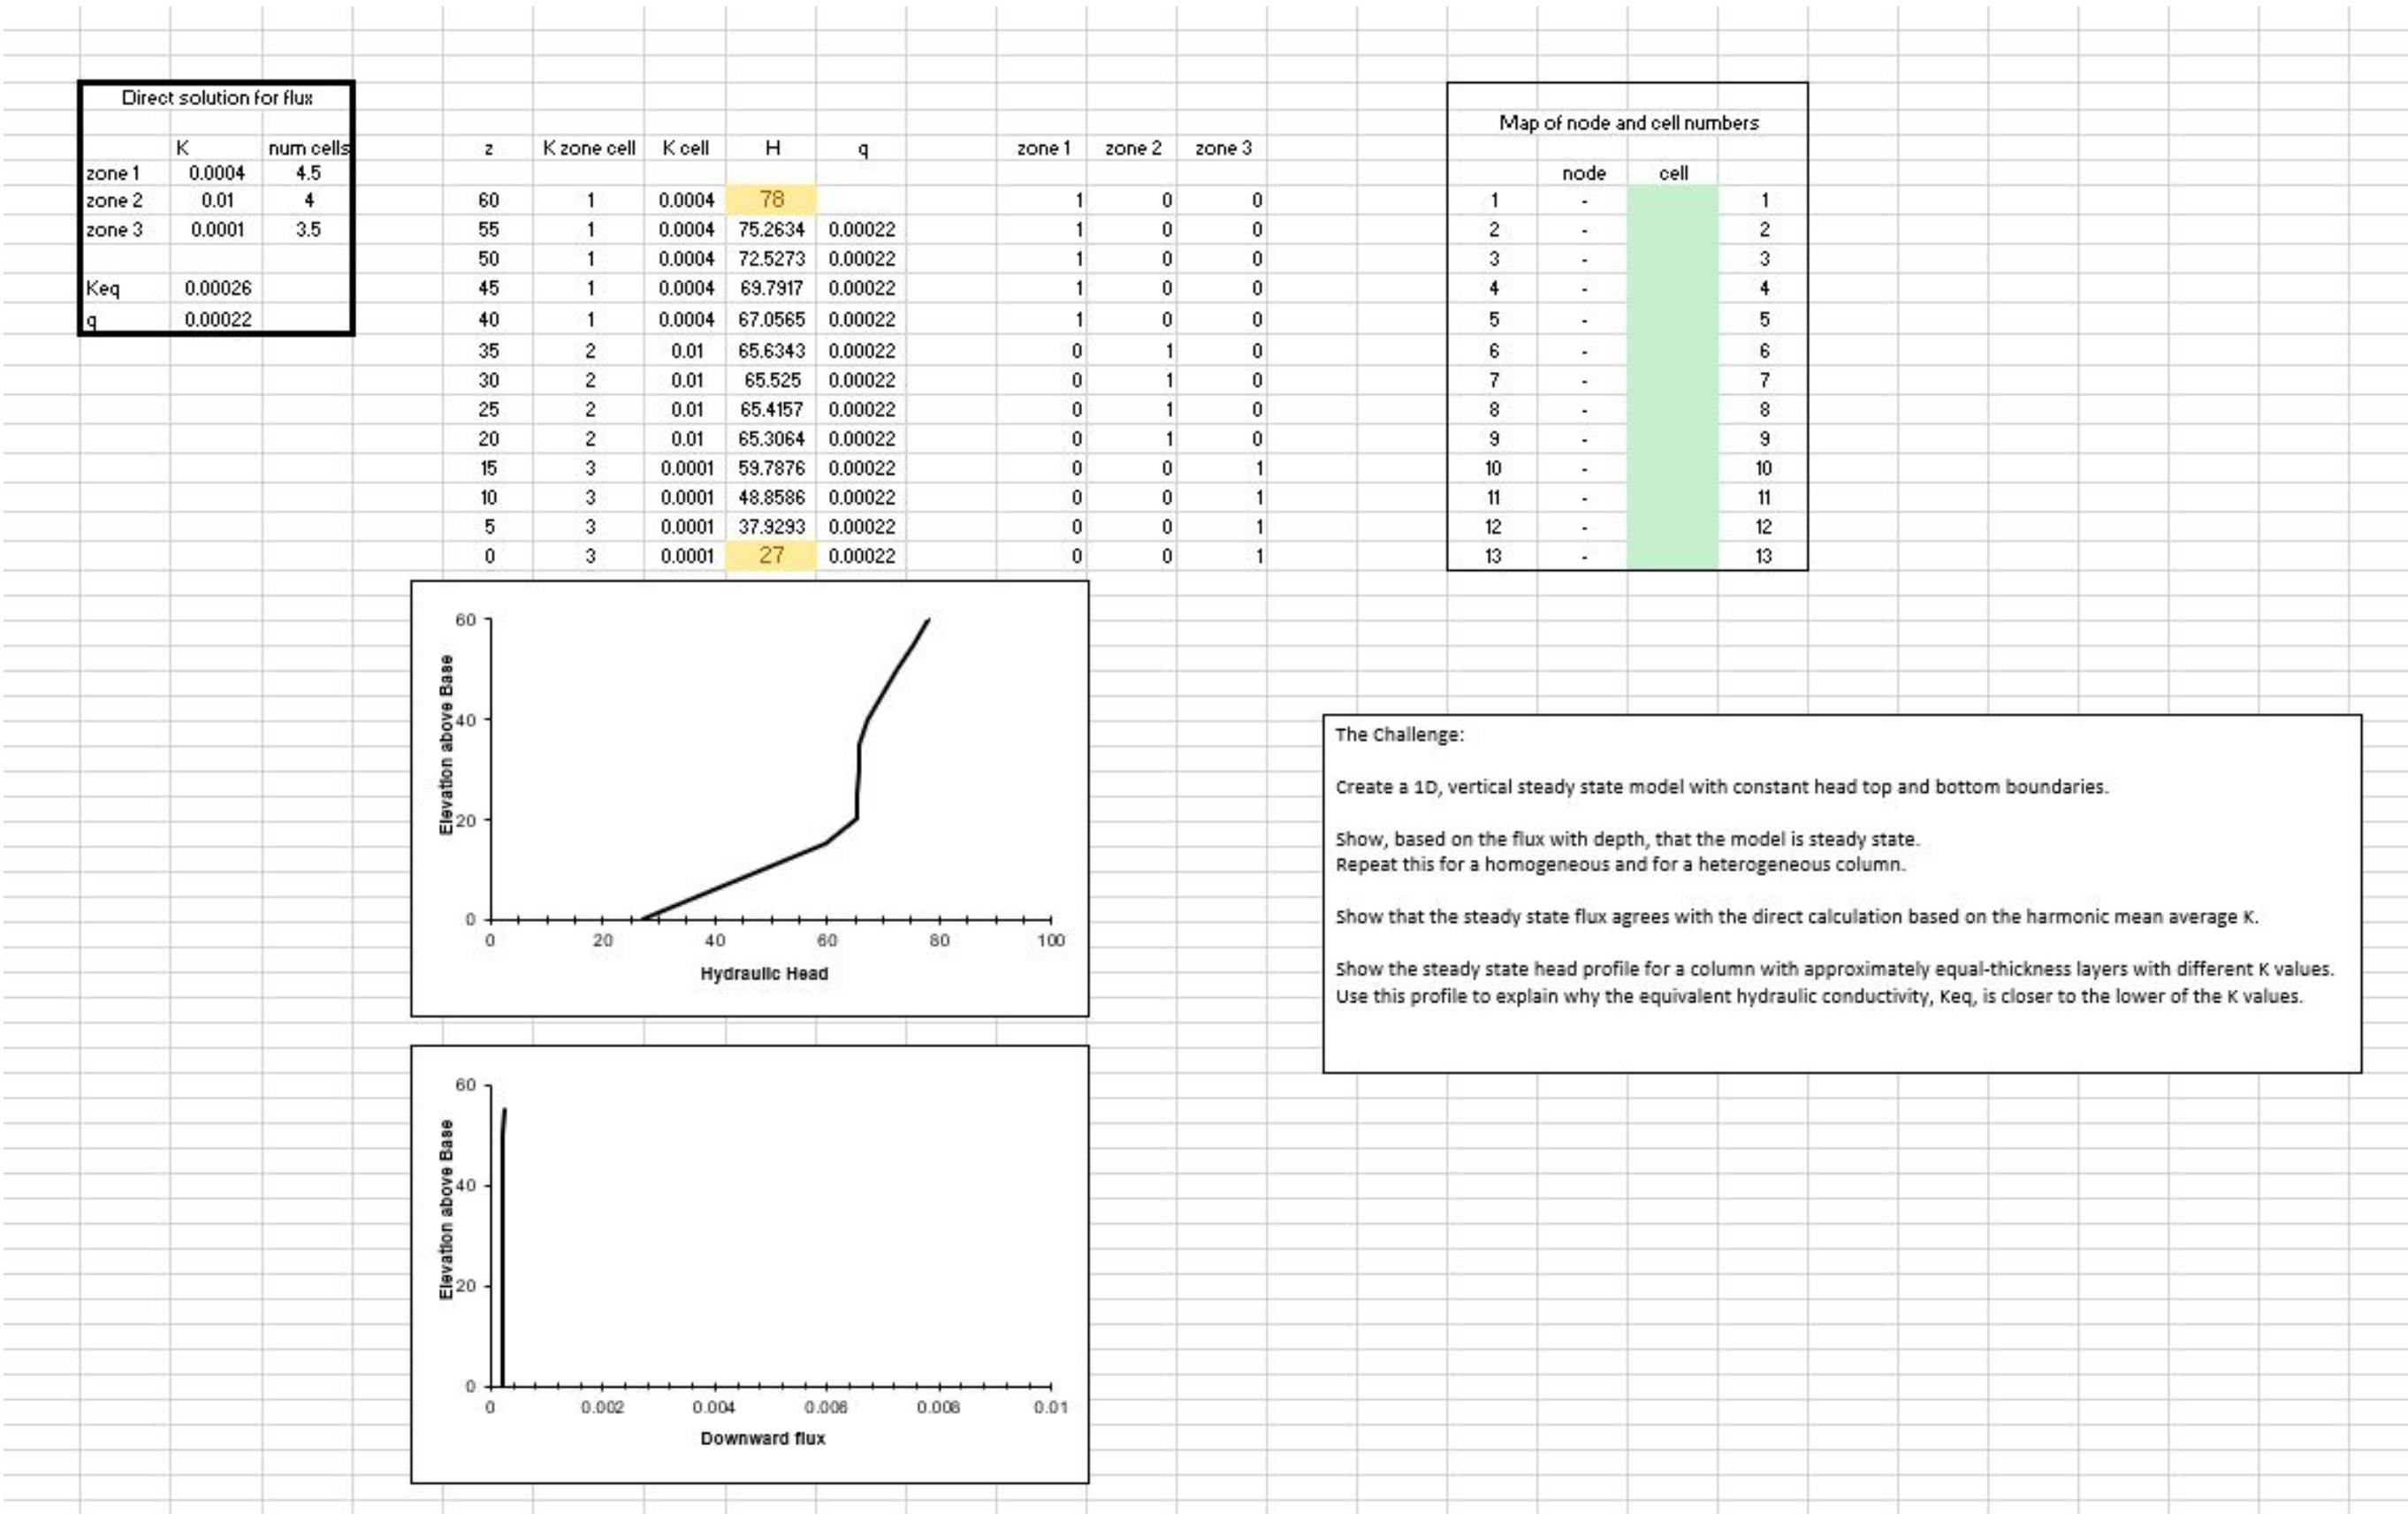 Direct solution for flux
K num cells
zone 1 0.0004 4.5
zone 2 0.01 4
zone 3 0.0001 3.5
Keq 0.00026
q 0.00022
z K zone cell K cell H q zone 1 zone 2 zone 3
60 1 0.0004 78 1 0 0
55 1 0.0004 75.2634 0.00022 1 0 0
50 1 0.0004 72.5273 0.00022 1 0 0
45 1 0.0004 69.7917 0.00022 1 0 0
40 1 0.0004 67.0565 0.00022 1 0 0
35 2 0.01 65.6343 0.00022 0 1 0
30 2 0.01 65.525 0.00022 0 1 0
25 2 0.01 65.4157 0.00022 0 1 0
20 2 0.01 65.3064 0.00022 0 1 0
15 3 0.0001 59.7876 0.00022 0 0 1
10 3 0.0001 48.8586 0.00022 0 0 1
5 3 0.0001 37.9293 0.00022 0 0 1
0 3 0.0001 27 0.00022 0 0 1
Map of node and cell numbers
node cell
1 - 1
2 - 2
3 - 3
4 - 4
5 - 5
6 - 6
7 - 7
8 - 8
9 - 9
10 - 10
11 - 11
12 - 12
13 - 13
Elevation above Base
60
40
20
0
0 20 40 60 80 100
Hydraulic Head
Elevation above Base
60
40
20
0
0 0.002 0.004 0.006 0.008 0.01
Downward flux
The Challenge:
Create a 1D, vertical steady state model with constant head top and bottom boundaries.
Show, based on the flux with depth, that the model is steady state.
Repeat this for a homogeneous and for a heterogeneous column.
Show that the steady state flux agrees with the direct calculation based on the harmonic mean average K.
Show the steady state head profile for a column with approximately equal-thickness layers with different K values.
Use this profile to explain why the equivalent hydraulic conductivity, Keq, is closer to the lower of the K values.